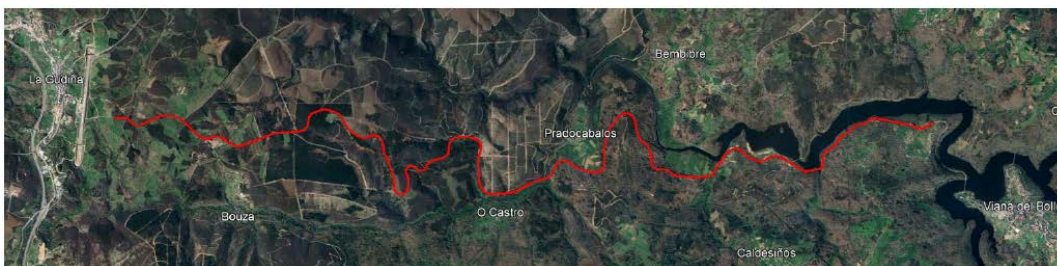 Bembibre
La Gudiña
Pradocabalos
Viana del Boll
Bouza
O Castro
Caldesiños